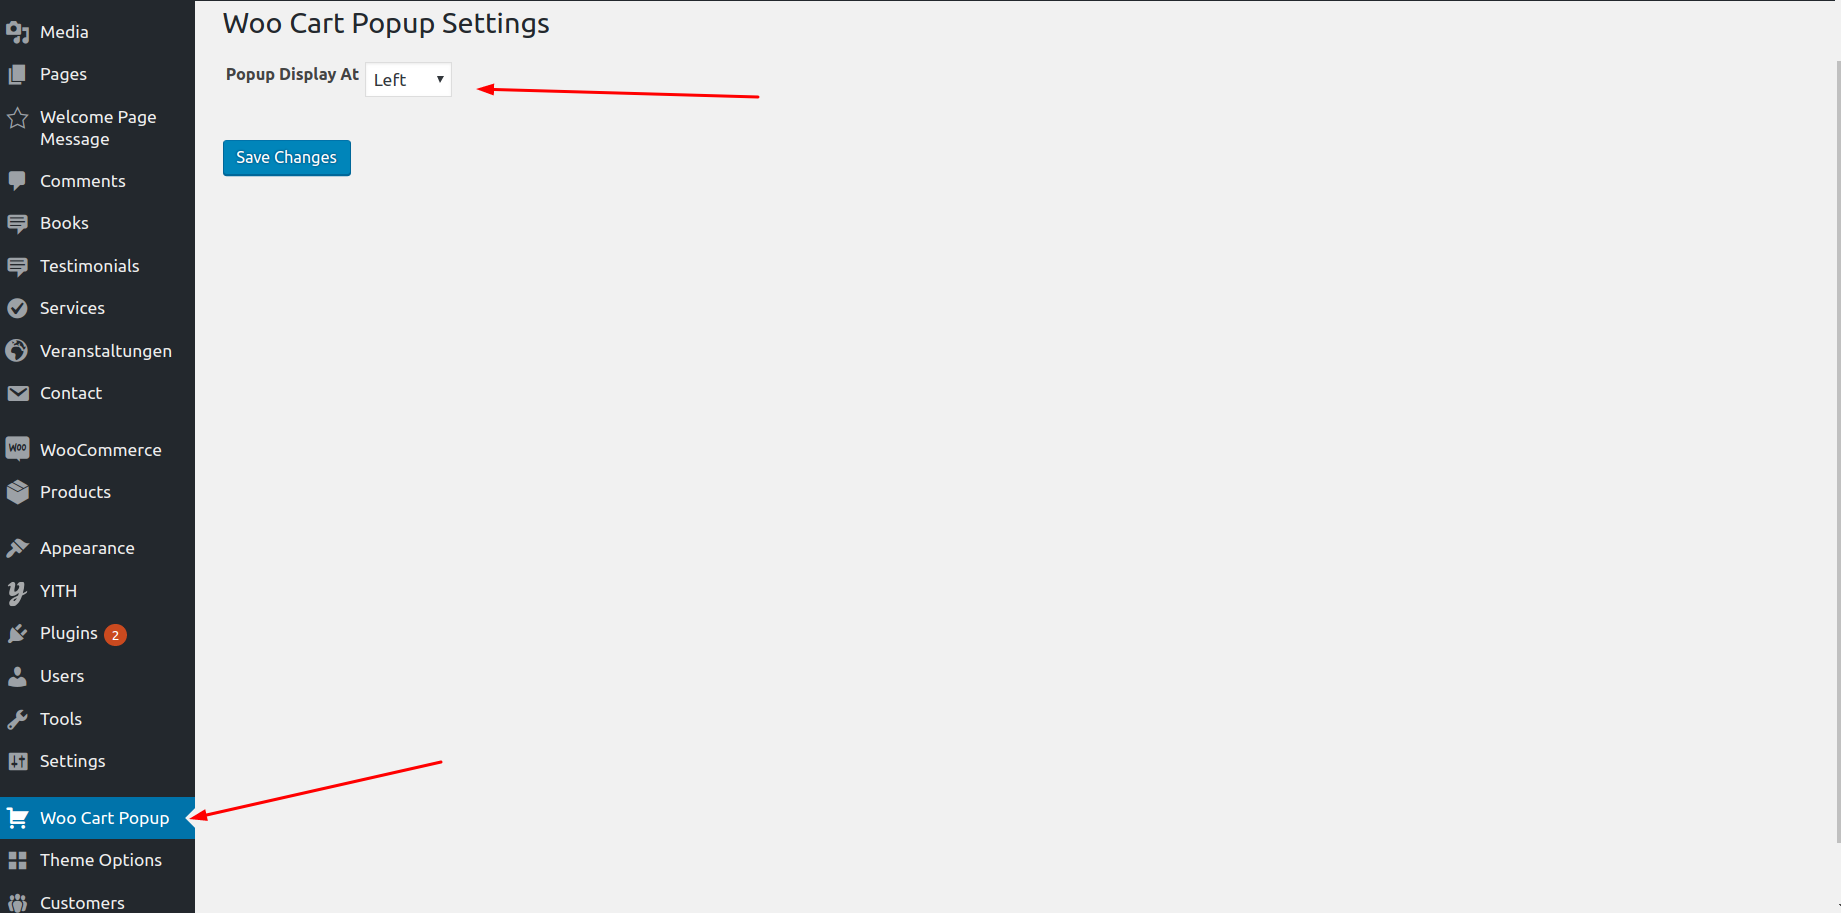 Media
Pages
Welcome Page
Message
Comments
Books
Testimonials
Services
Veranstaltungen
Contact
Woo
WooCommerce
Products
Appearance
YITH
Plugins 2
Users
Tools
Settings
Woo Cart Popup
Theme Options
Customers
Woo Cart Popup Settings
Popup Display At Left
Save Changes